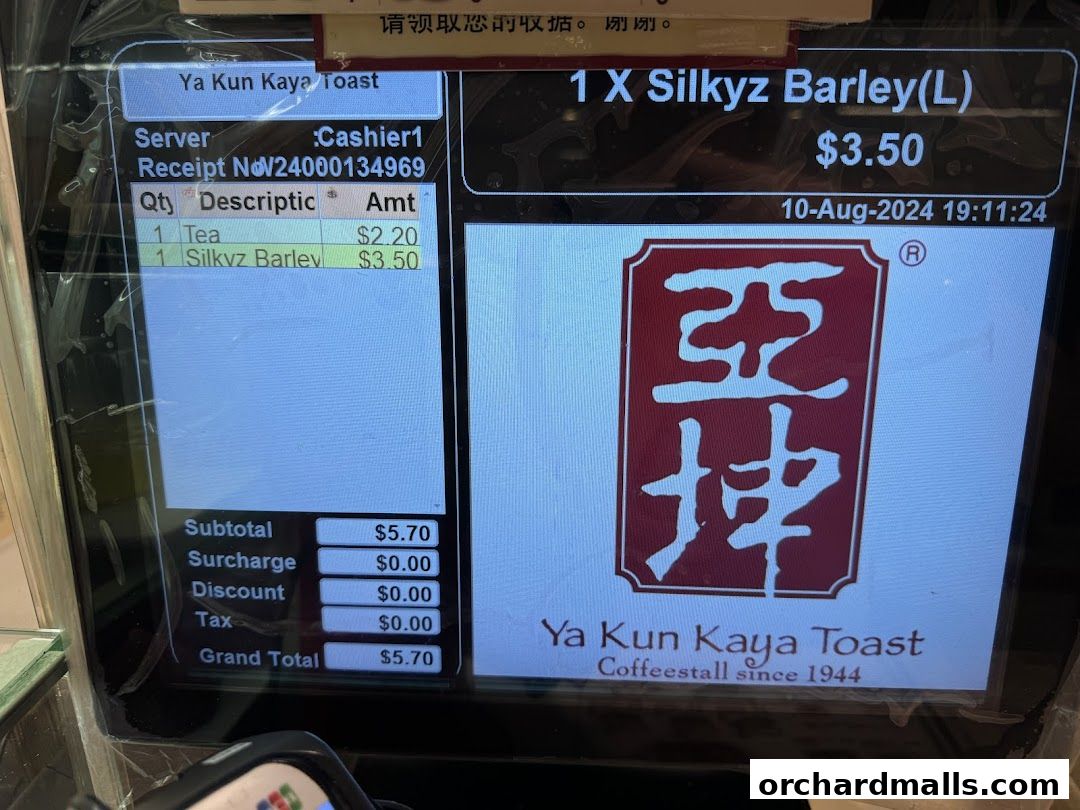 请领取您的收据。谢谢。
Ya Kun Kaya Toast
Server :Cashier1
Receipt No W24000134969
Qty Descriptic Amt
1 Tea $2.20
1 Silkyz Barley $3.50
Subtotal $5.70
Surcharge $0.00
Discount $0.00
Tax $0.00
Grand Total $5.70
1 X Silkyz Barley(L)
$3.50
10-Aug-2024 19:11:24
亚坤
®
Ya Kun Kaya Toast
Coffeestall since 1944
orchardmalls.com